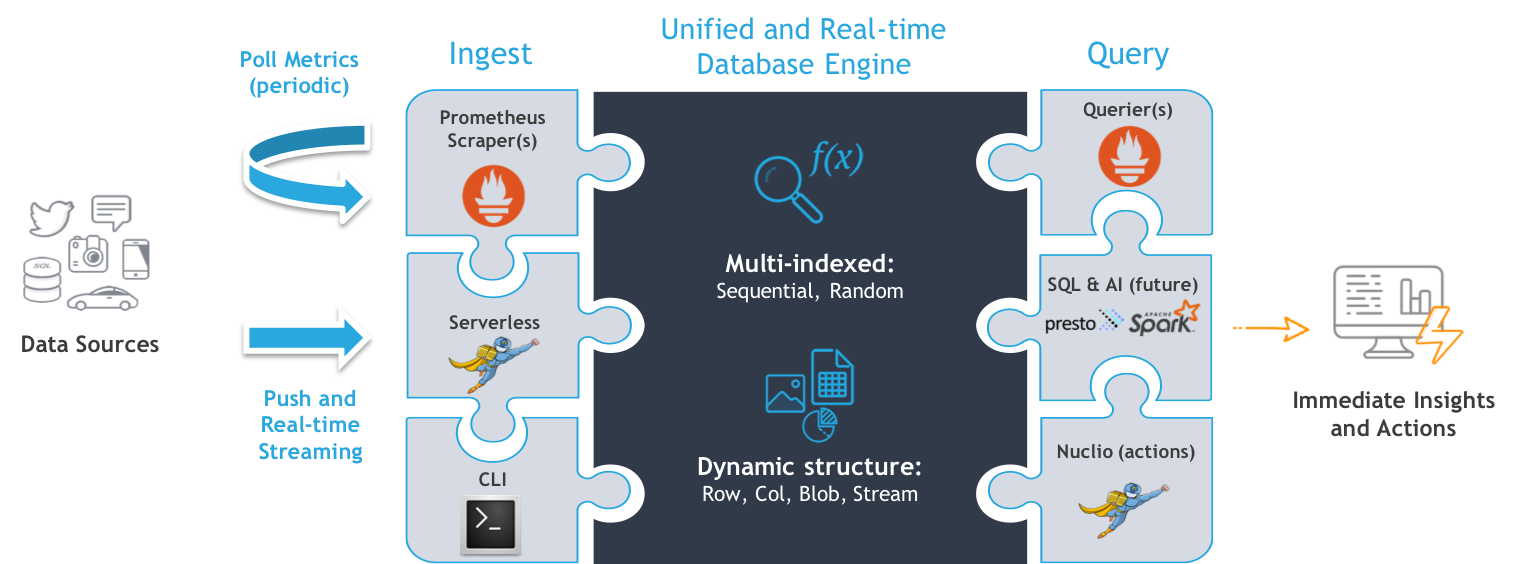 Poll Metrics
(periodic)
Push and
Real-time
Streaming
SQL
Data Sources
Ingest
Prometheus
Scraper(s)
Serverless
CLI
>_
Unified and Real-time
Database Engine
f(x)
Multi-indexed:
Sequential, Random
Dynamic structure:
Row, Col, Blob, Stream
Query
Querier(s)
SQL & AI (future)
presto
APACHE
Spark
Nuclio (actions)
Immediate Insights
and Actions